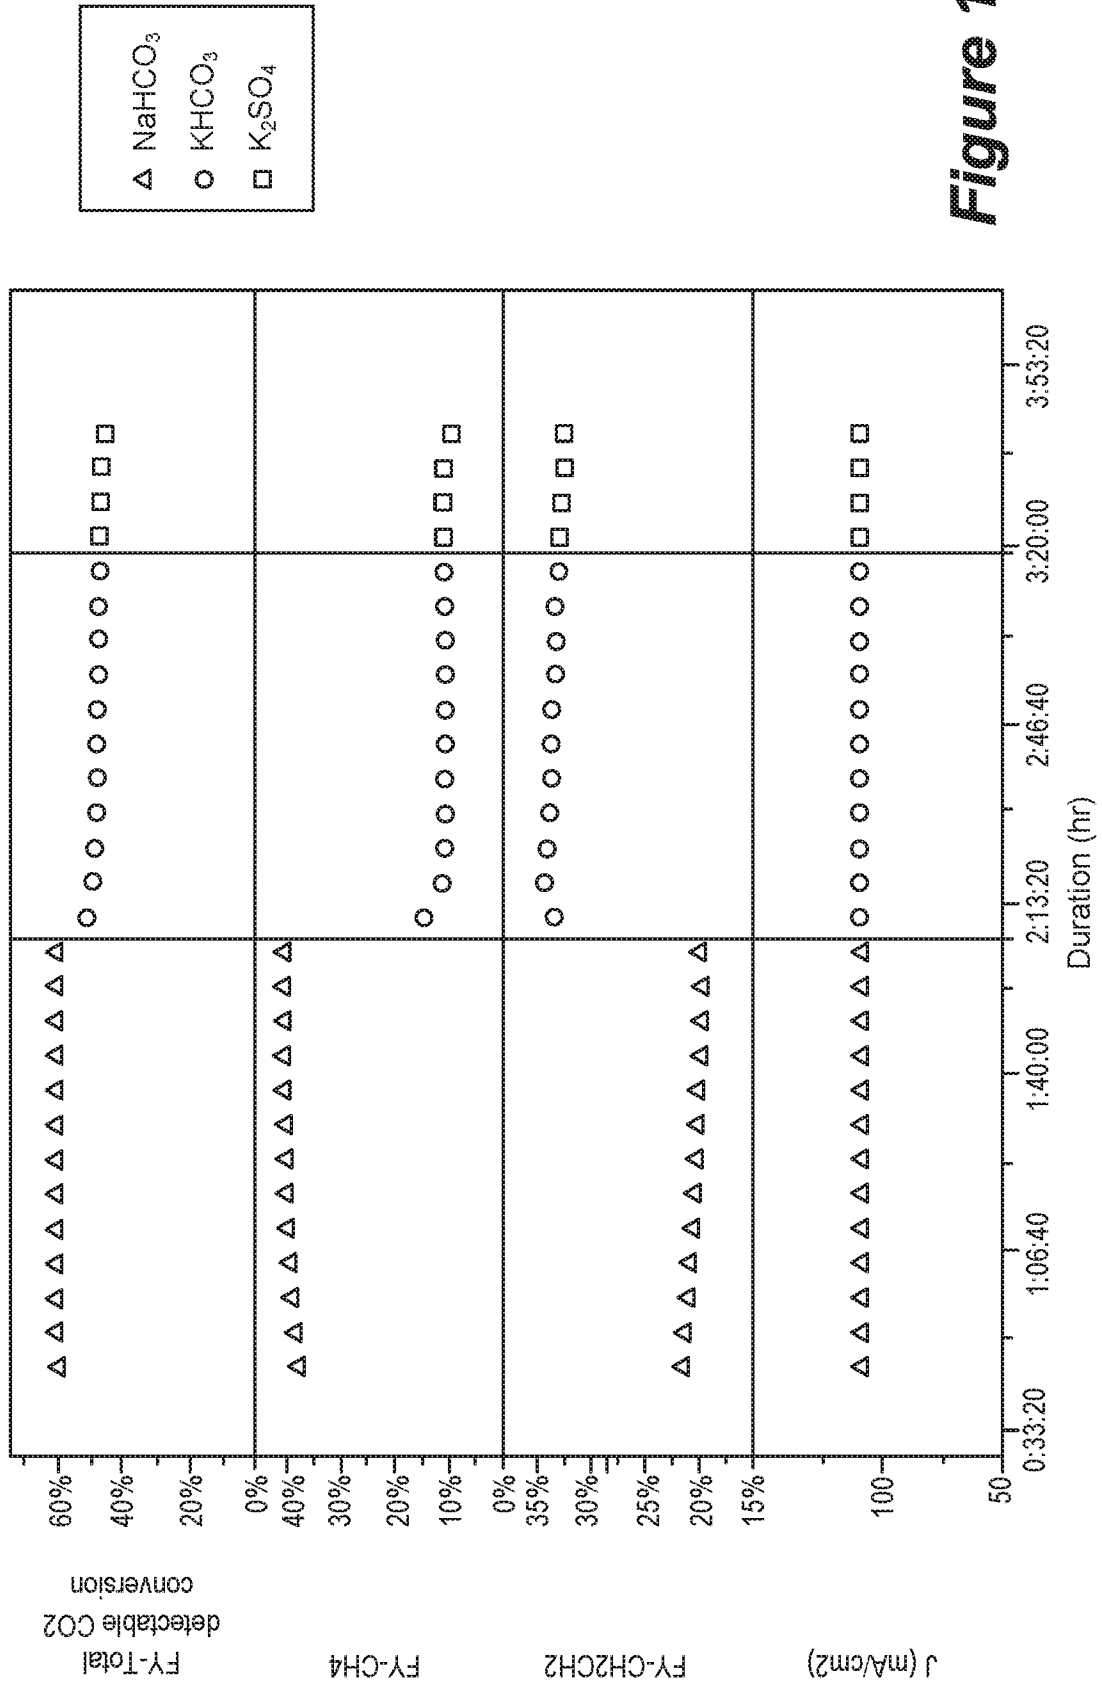 NaHCO3
KHCO3
K2SO4
FY-Total
detectable CO2
conversion
60%
40%
20%
0%
FY-CH4
40%
30%
20%
10%
0%
FY-CH2CH2
35%
30%
25%
20%
15%
J (mA/cm2)
100
50
0:33:20
1:06:40
1:40:00
2:13:20
2:46:40
3:20:00
3:53:20
Duration (hr)
Figure